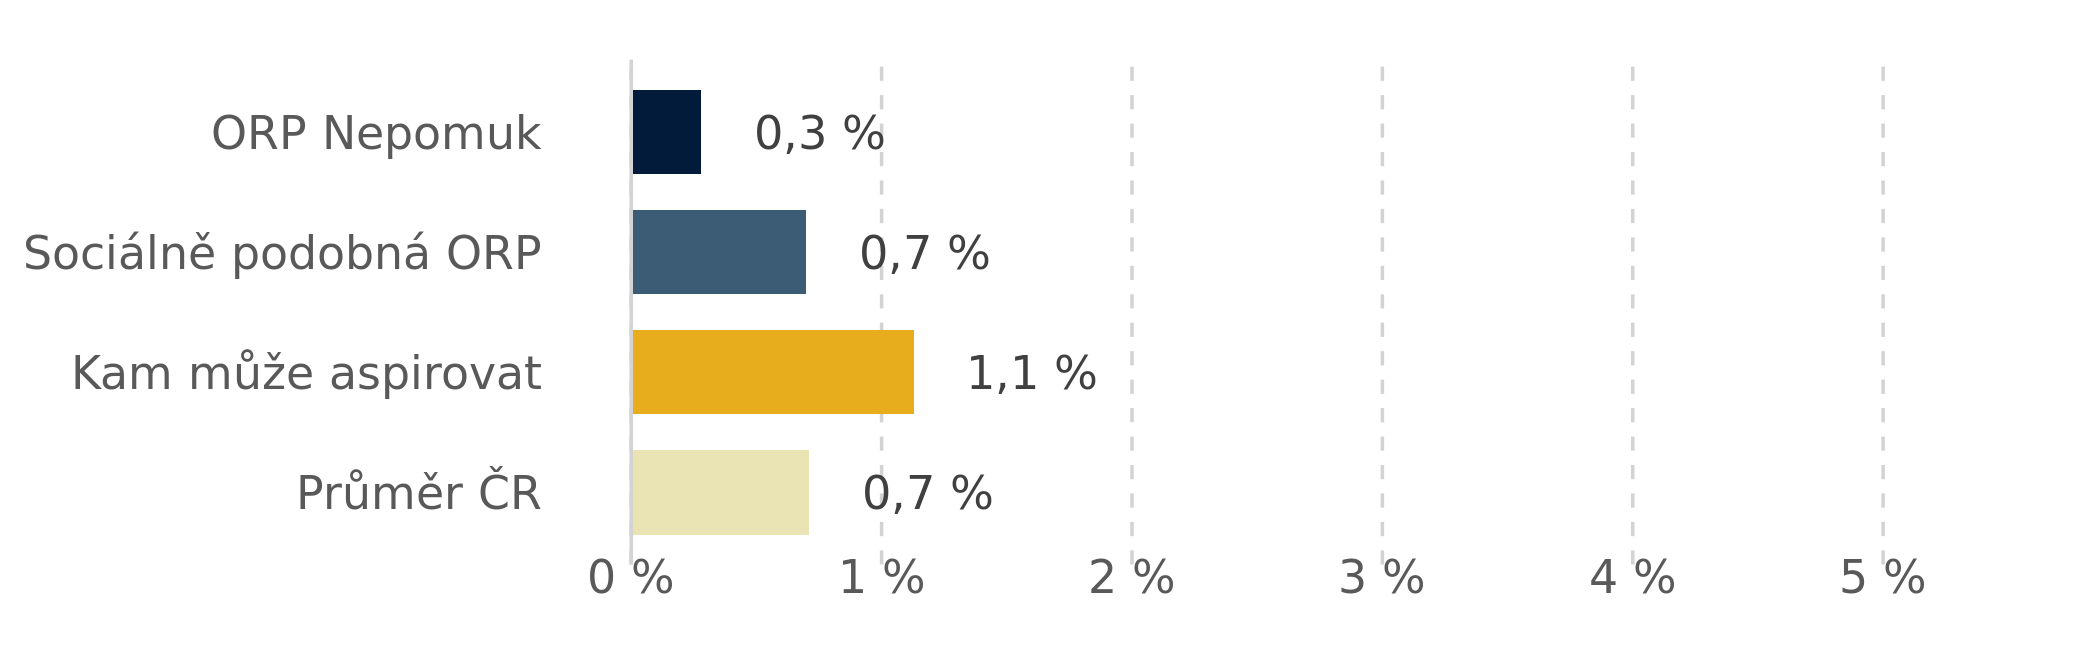 ORP Nepomuk 0,3 %
Sociálně podobná ORP 0,7 %
Kam může aspirovat 1,1 %
Průměr ČR 0,7 %
0 % 1 % 2 % 3 % 4 % 5 %